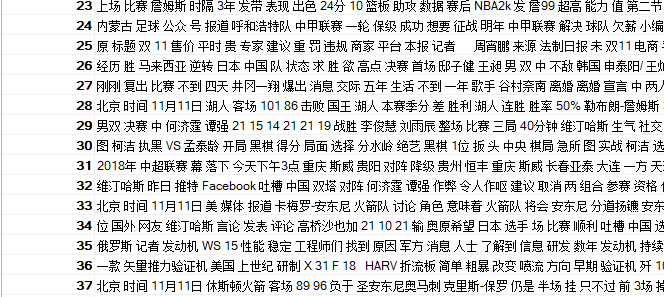 23 上场 比赛 詹姆斯 时隔 3年 发带 表现 出色 24分 10 篮板 助攻 数据 赛后 NBA2k 发 詹99 超高 能力 值 第二节
24 内蒙古 足球 公众 号 报道 呼和浩特队 中甲联赛 一轮 保级 成功 想要 征战 明年 中甲联赛 解决 球队 欠薪 小编
25 原 标题 双 11 售价 平时 贵 专家 建议 重 罚 违规 商家 平台 本报 记者 周宵鹏 来源 法制日报 未 双11 电商
26 经历 胜 马来西亚 逆转 日本 中国 队 状态 求 胜 欲 高点 决赛 首场 邸子健 王昶 男 双 中 不敌 韩国 申泰阳/ 王灿
27 刚刚 复出 比赛 不到 四天 井冈一翔 爆出 消息 交际 五年 生活 不到 一年 歌手 谷村奈南 离婚 离婚 宣言 中 两人
28 北京 时间 11月11日 湖人 客场 101 86 击败 国王 湖人 本赛季分 差 胜利 湖人 连胜 胜率 50% 勒布朗-詹姆斯
29 男双 决赛 中 何济霆 谭强 21 15 14 21 21 19 战胜 李俊慧 刘雨辰 整场 比赛 三局 40分钟 维汀哈斯 生气 社交
30 图 柯洁 执黑 VS 孟泰龄 开局 黑棋 得分 局面 选择 分水岭 绝艺 黑棋 1位 扳 头 中央 棋局 急所 图 实战 柯洁 选
31 2018年 中超联赛 幕 落下 今天下午3点 重庆 斯威 贵阳 对阵 降级 贵州 恒丰 重庆 斯威 长春亚泰 大连 一方 天
32 维汀哈斯 昨日 推特 Facebook 吐槽 中国 双塔 对阵 何济霆 谭强 作弊 令人作呕 建议 取消 两 组合 参赛 资格
33 北京 时间 11月11日 美 媒体 报道 卡梅罗-安东尼 火箭队 讨论 角色 意味着 火箭队 将会 安东尼 分道扬镳 安东
34 位 国外 网友 维汀哈斯 言论 发表 评论 高桥沙也加 21 10 21 输 奥原希望 日本 选手 场 比赛 顺利 吐槽 中国
35 俄罗斯 记者 发动机 WS 15 性能 稳定 工程师们 找到 原因 军方 消息 人士 了解到 信息 研发 数年 发动机 持续
36 一款 矢量推力验证机 美国 上世纪 研制 X 31 F 18 HARV 折流板 简单 粗暴 改变 喷流 方向 早期 验证机 歼 10
37 北京 时间 11月11日 休斯顿火箭 客场 89 96 负于 圣安东尼奥马刺 克里斯-保罗 仍是 半场 挂 只不过 前 3场